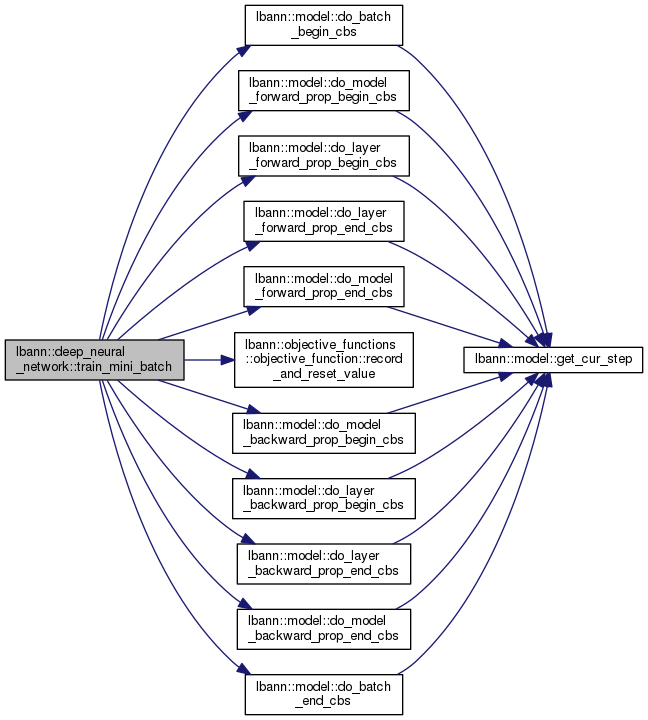 lbann::model::do_batch
_begin_cbs
lbann::model::do_model
_forward_prop_begin_cbs
lbann::model::do_layer
_forward_prop_begin_cbs
lbann::model::do_layer
_forward_prop_end_cbs
lbann::model::do_model
_forward_prop_end_cbs
lbann::deep_neural
_network::train_mini_batch
lbann::objective_functions
::objective_function::record
_and_reset_value
lbann::model::get_cur_step
lbann::model::do_model
_backward_prop_begin_cbs
lbann::model::do_layer
_backward_prop_begin_cbs
lbann::model::do_layer
_backward_prop_end_cbs
lbann::model::do_model
_backward_prop_end_cbs
lbann::model::do_batch
_end_cbs